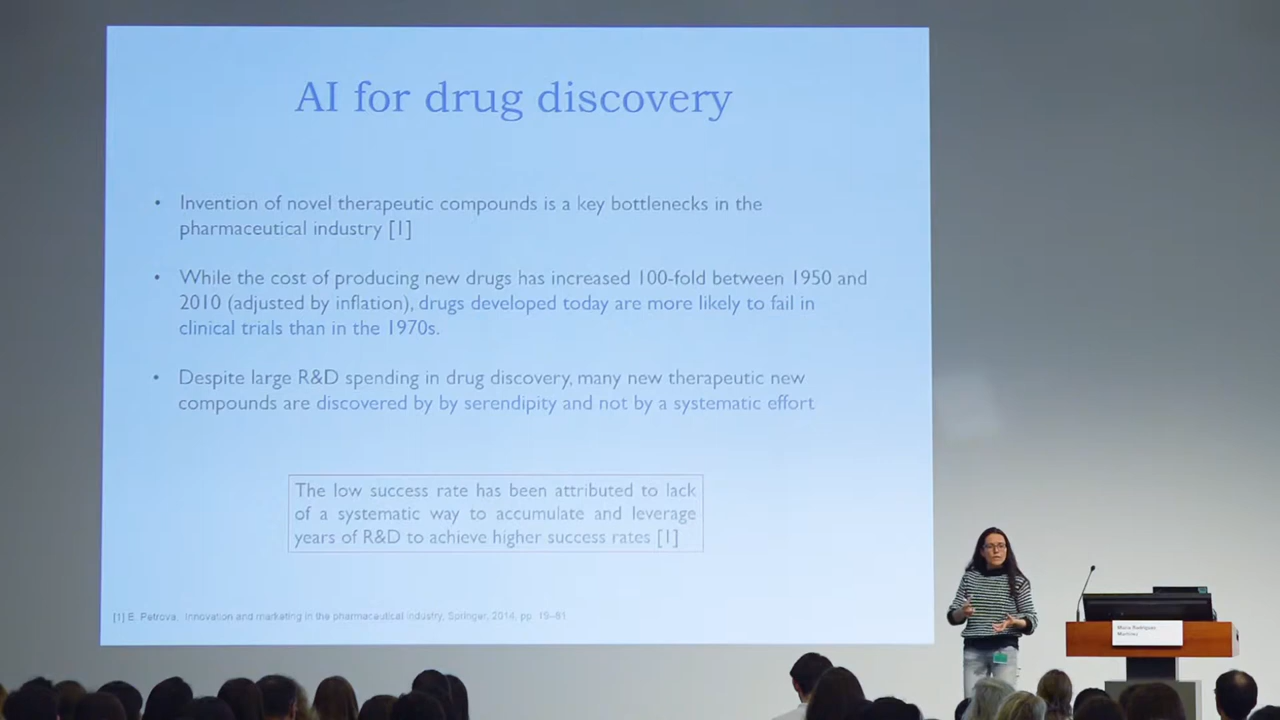 AI for drug discovery
• Invention of novel therapeutic compounds is a key bottlenecks in the
pharmaceutical industry [1]
• While the cost of producing new drugs has increased 100-fold between 1950 and
2010 (adjusted by inflation), drugs developed today are more likely to fail in
clinical trials than in the 1970s.
• Despite large R&D spending in drug discovery, many new therapeutic new
compounds are discovered by by serendipity and not by a systematic effort
The low success rate has been attributed to lack
of a systematic way to accumulate and leverage
years of R&D to achieve higher success rates [1]
[1] E. Petrova. Innovation and marketing in the pharmaceutical industry, Springer, 2014, pp. 19–81
Maria Rodriguez
Martinez